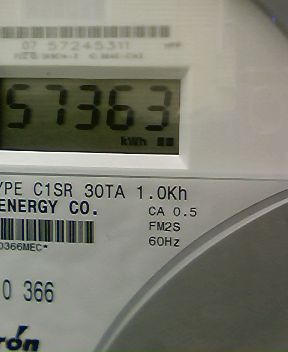 07 57245311
57363
kWh
YPE C1SR 30TA 1.0Kh
ENERGY CO.
CA 0.5
FM2S
60Hz
0366MEC*
0 366
rón